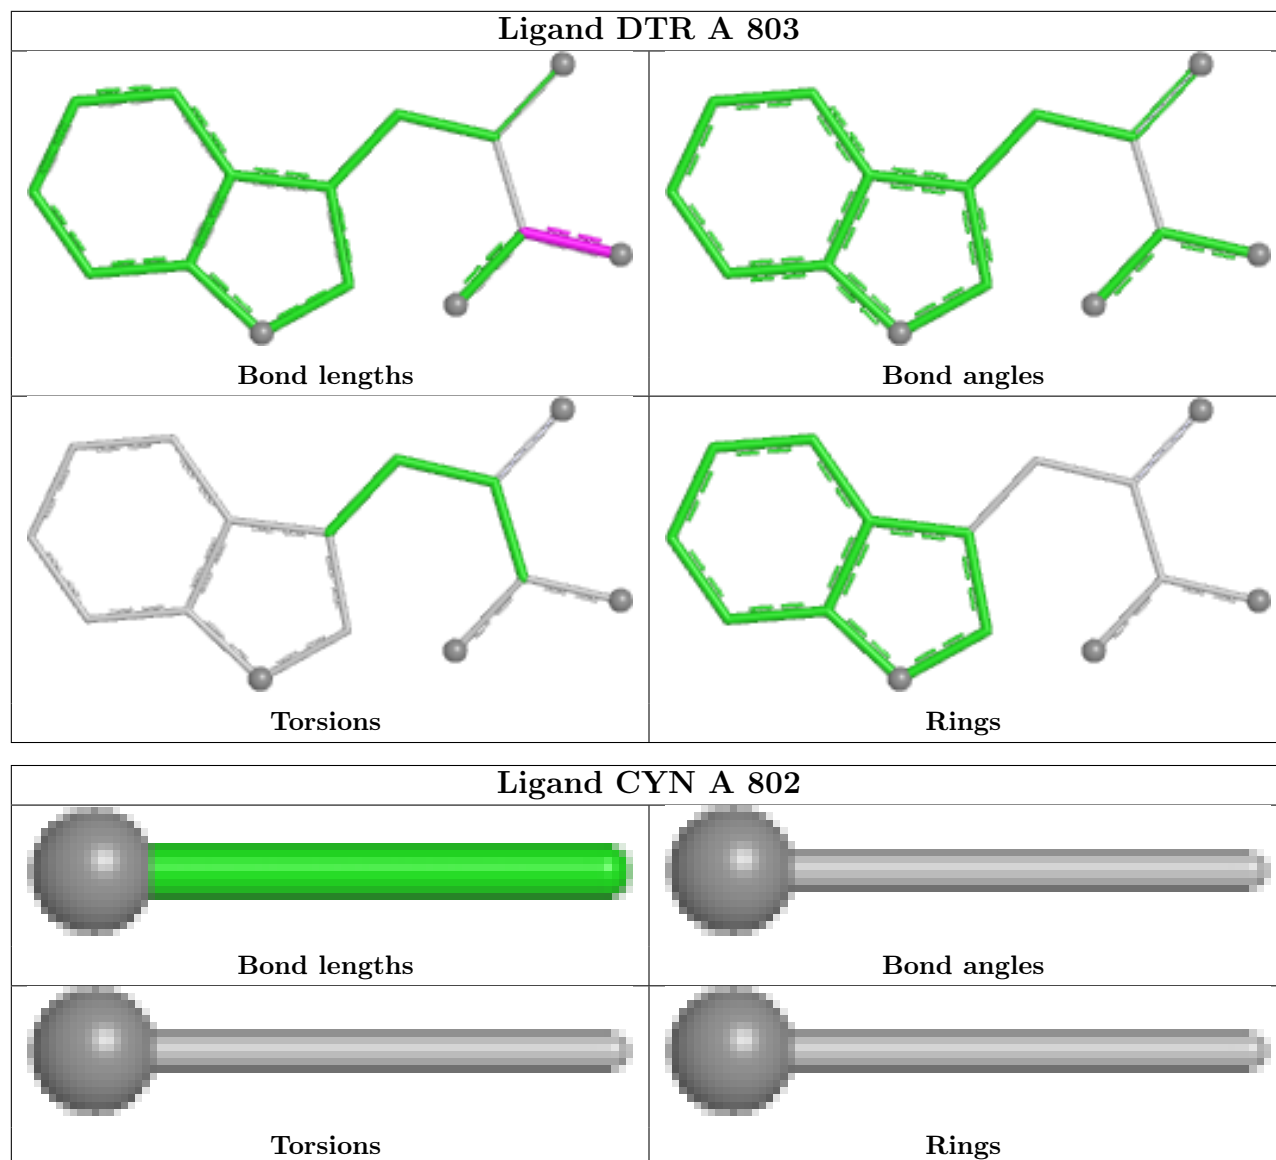 Ligand DTR A 803
Bond lengths
Bond angles
Torsions
Rings
Ligand CYN A 802
Bond lengths
Bond angles
Torsions
Rings